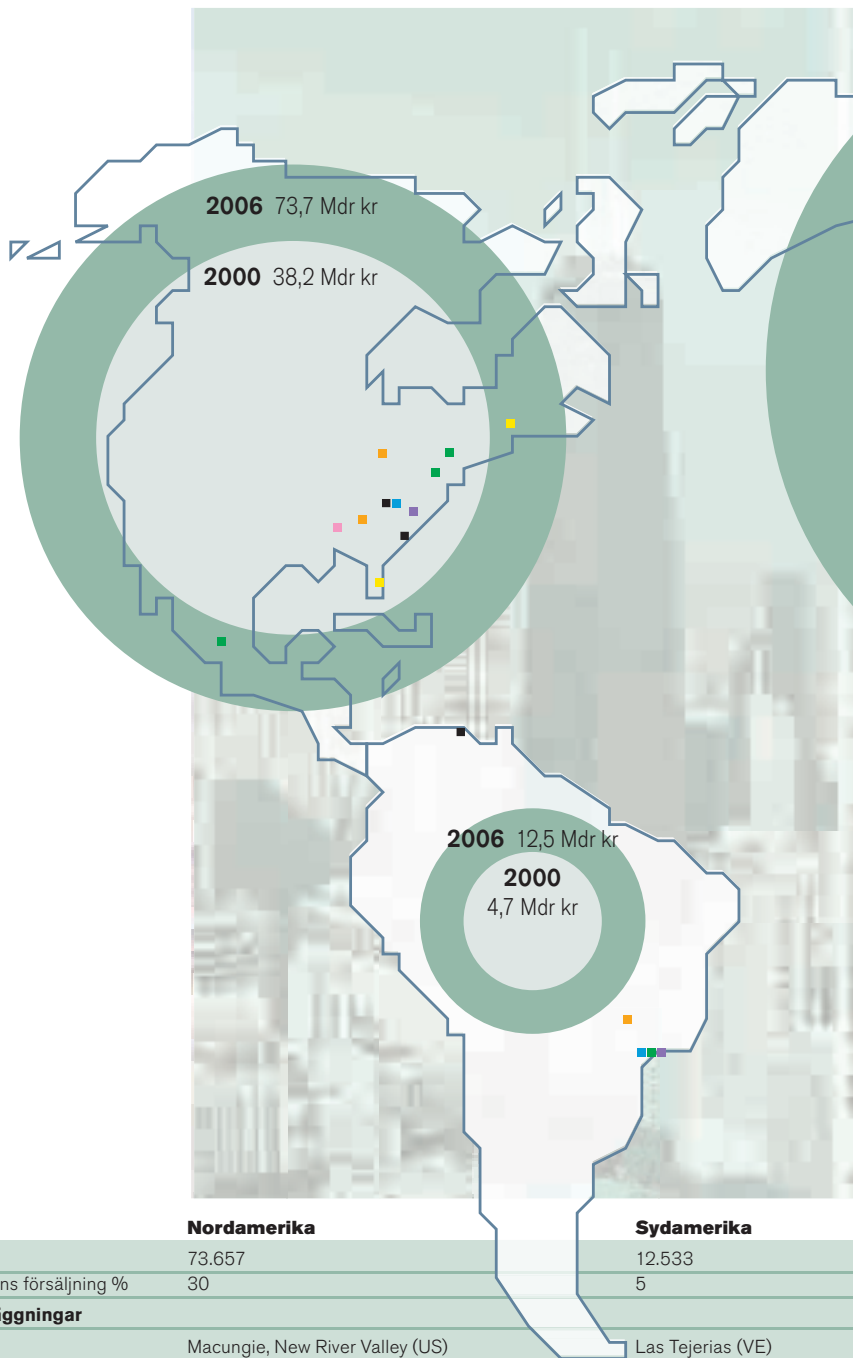 2006 73,7 Mdr kr
2000 38,2 Mdr kr
2006 12,5 Mdr kr
2000
4,7 Mdr kr
Nordamerika Sydamerika
73.657 12.533
ns försäljning % 30 5
ggningar
Macungie, New River Valley (US) Las Tejerias (VE)